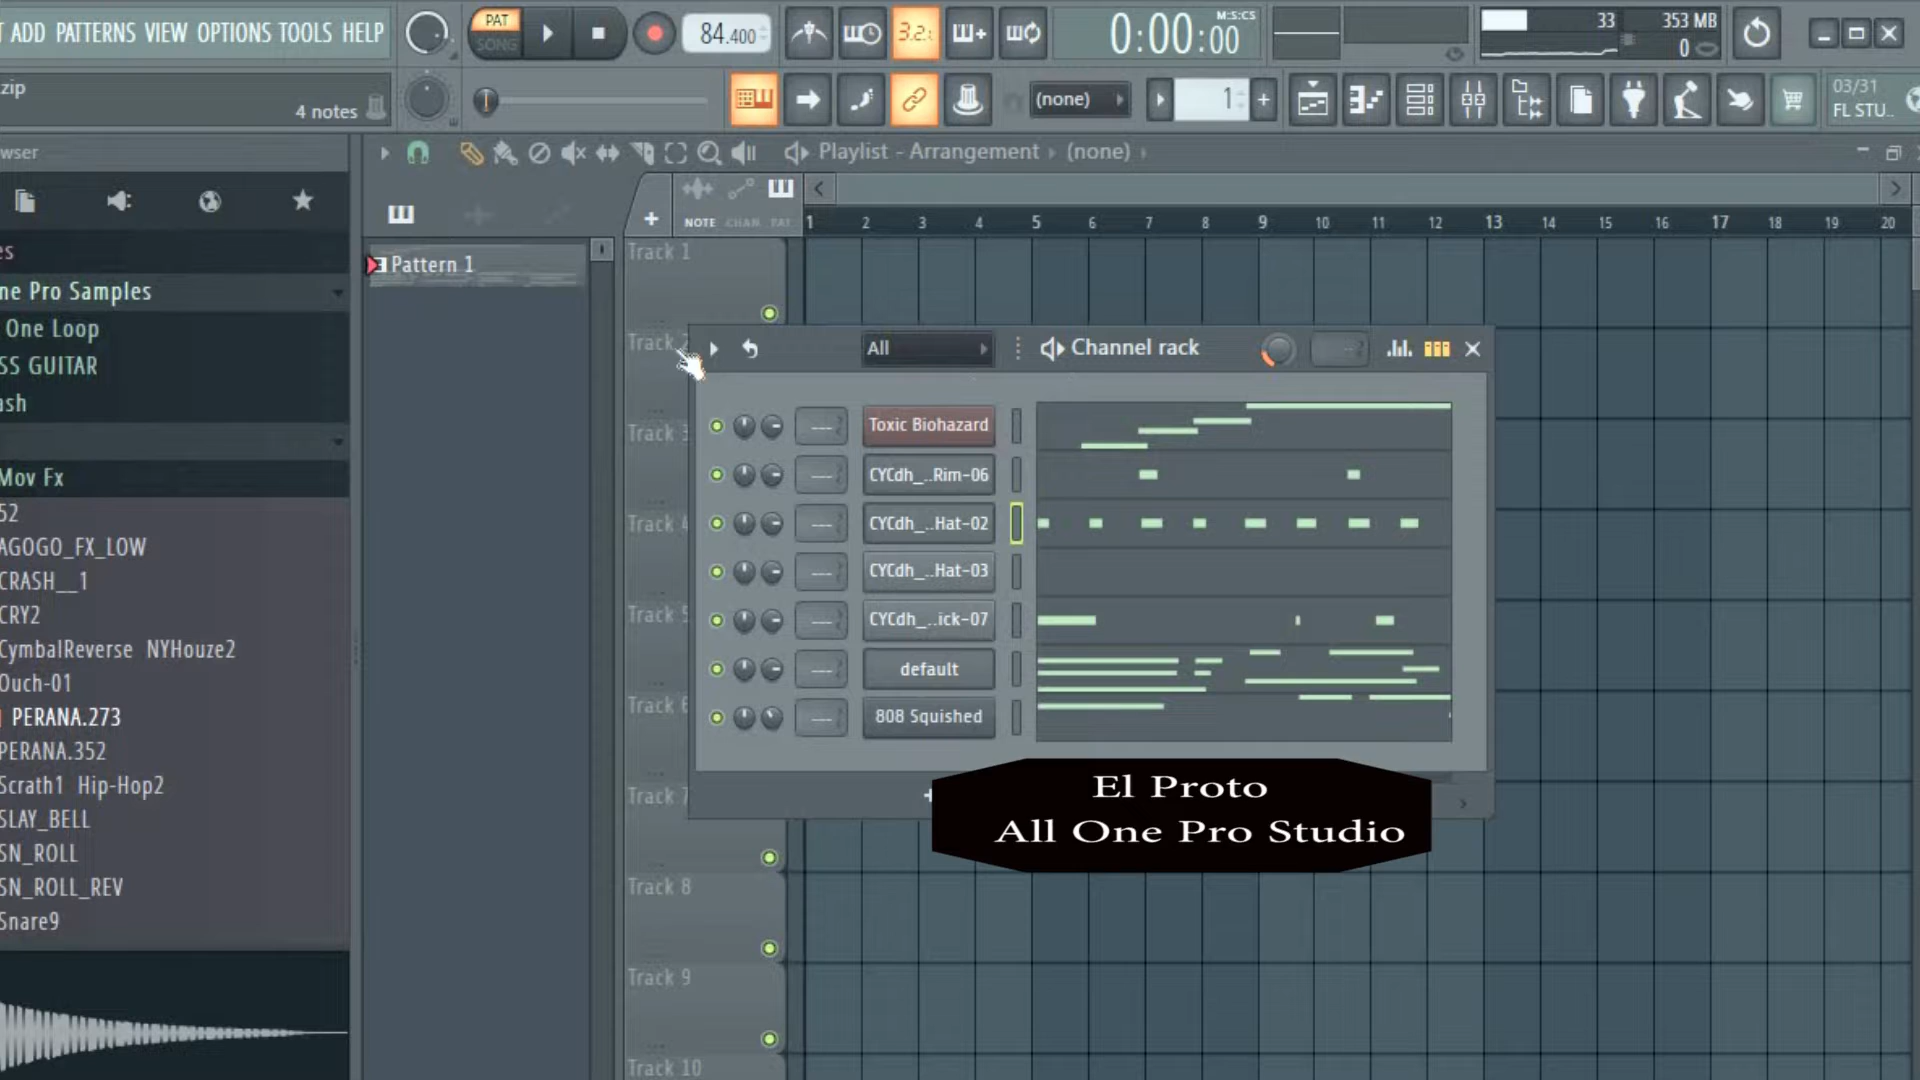 ADD PATTERNS VIEW OPTIONS TOOLS HELP
PAT
SONG
84.400
3.2.
0:00:00
M:S:CS
33
353 MB
0
zip
4 notes
(none)
1
03/31
FL STU..
wser
Playlist - Arrangement
(none)
NOTE CHAN PAT
1 2 3 4 5 6 7 8 9 10 11 12 13 14 15 16 17 18 19 20
es
ne Pro Samples
One Loop
SS GUITAR
ash
Mov Fx
52
AGOGO_FX_LOW
CRASH__1
CRY2
CymbalReverse NYHouze2
Ouch-01
PERANA.273
PERANA.352
Scrath1 Hip-Hop2
SLAY_BELL
SN_ROLL
SN_ROLL_REV
Snare9
Pattern 1
Track 1
Track 2
Track 3
Track 4
Track 5
Track 6
Track 7
Track 8
Track 9
Track 10
All
Channel rack
Toxic Biohazard
CYCdh_..Rim-06
CYCdh_..Hat-02
CYCdh_..Hat-03
CYCdh_..ick-07
default
808 Squished
El Proto
All One Pro Studio